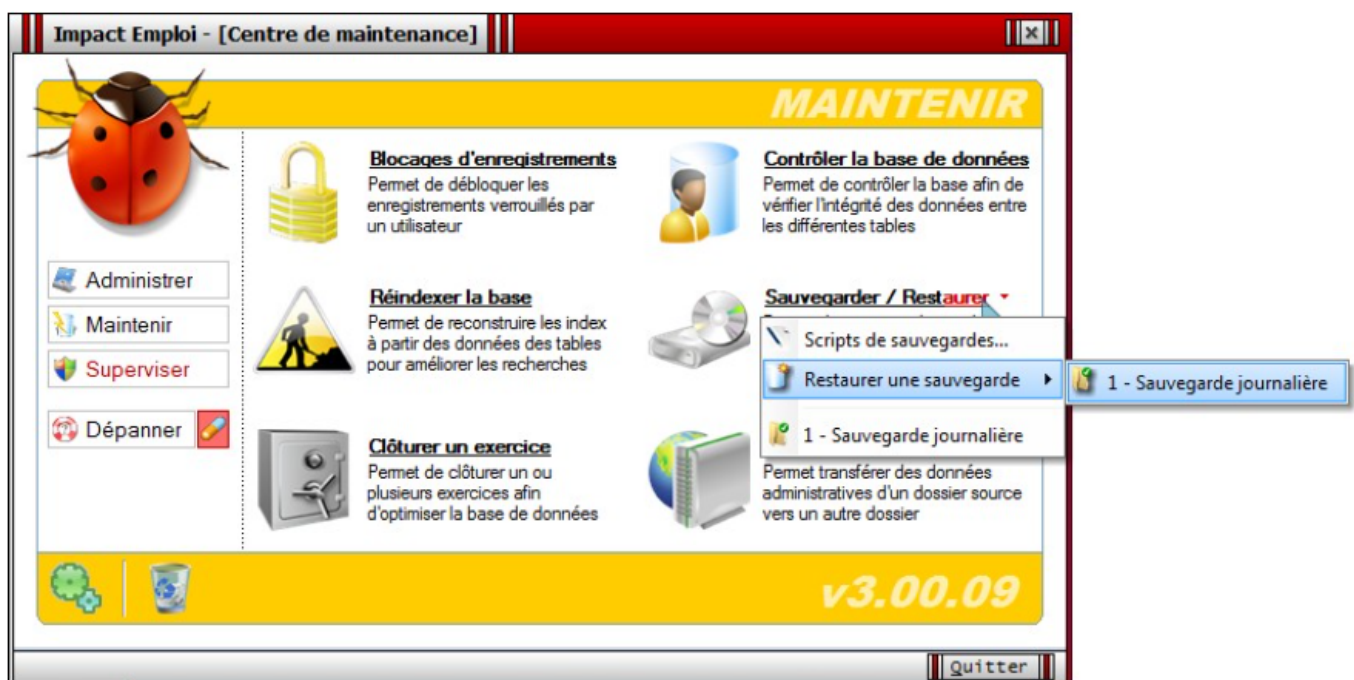 Impact Emploi - [Centre de maintenance]
MAINTENIR
Blocages d'enregistrements
Permet de débloquer les
enregistrements verrouillés par
un utilisateur
Contrôler la base de données
Permet de contrôler la base afin de
vérifier l'intégrité des données entre
les différentes tables
Administrer
Maintenir
Superviser
Dépanner
Réindexer la base
Permet de reconstruire les index
à partir des données des tables
pour améliorer les recherches
Sauvegarder / Restaurer
Scripts de sauvegardes...
Restaurer une sauvegarde
1 - Sauvegarde journalière
1 - Sauvegarde journalière
Clôturer un exercice
Permet de clôturer un ou
plusieurs exercices afin
d'optimiser la base de données
Permet transférer des données
administratives d'un dossier source
vers un autre dossier
v3.00.09
Quitter